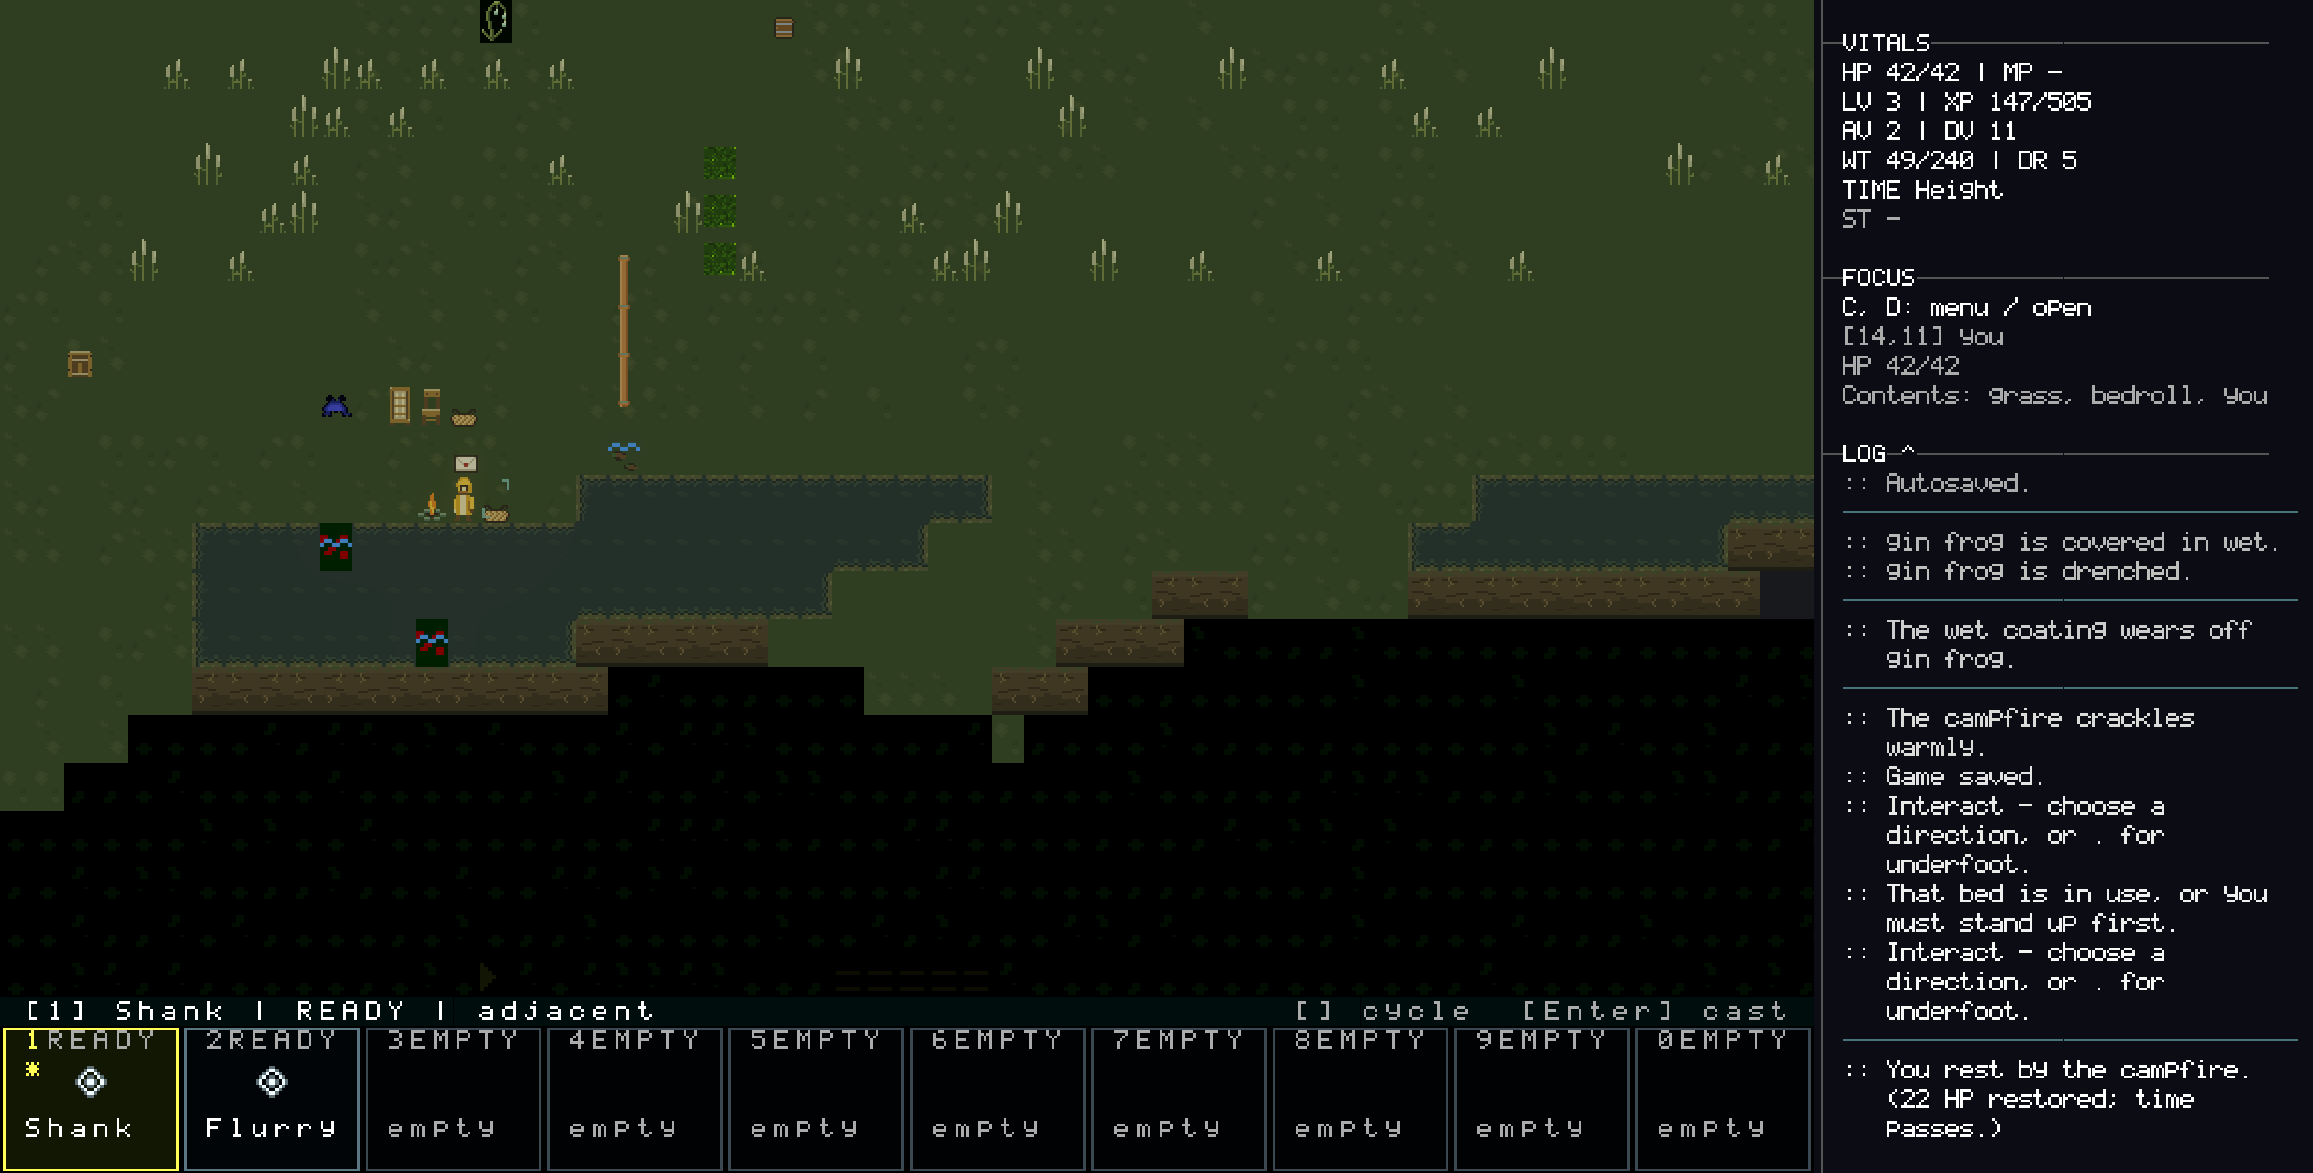 VITALS
HP 42/42 | MP -
LV 3 | XP 147/505
AV 2 | DV 11
WT 49/240 | DR 5
TIME Height
ST -
FOCUS
C, D: menu / open
[14,11] you
HP 42/42
Contents: grass, bedroll, you
LOG ^
:: Autosaved.
:: gin frog is covered in wet.
:: gin frog is drenched.
:: The wet coating wears off
gin frog.
:: The campfire crackles
warmly.
:: Game saved.
:: Interact - choose a
direction, or . for
underfoot.
:: That bed is in use, or you
must stand up first.
:: Interact - choose a
direction, or . for
underfoot.
:: You rest by the campfire.
(22 HP restored; time
passes.)
[1] Shank | READY | adjacent
[] cycle [Enter] cast
1READY 2READY 3EMPTY 4EMPTY 5EMPTY 6EMPTY 7EMPTY 8EMPTY 9EMPTY 0EMPTY
Shank Flurry empty empty empty empty empty empty empty empty